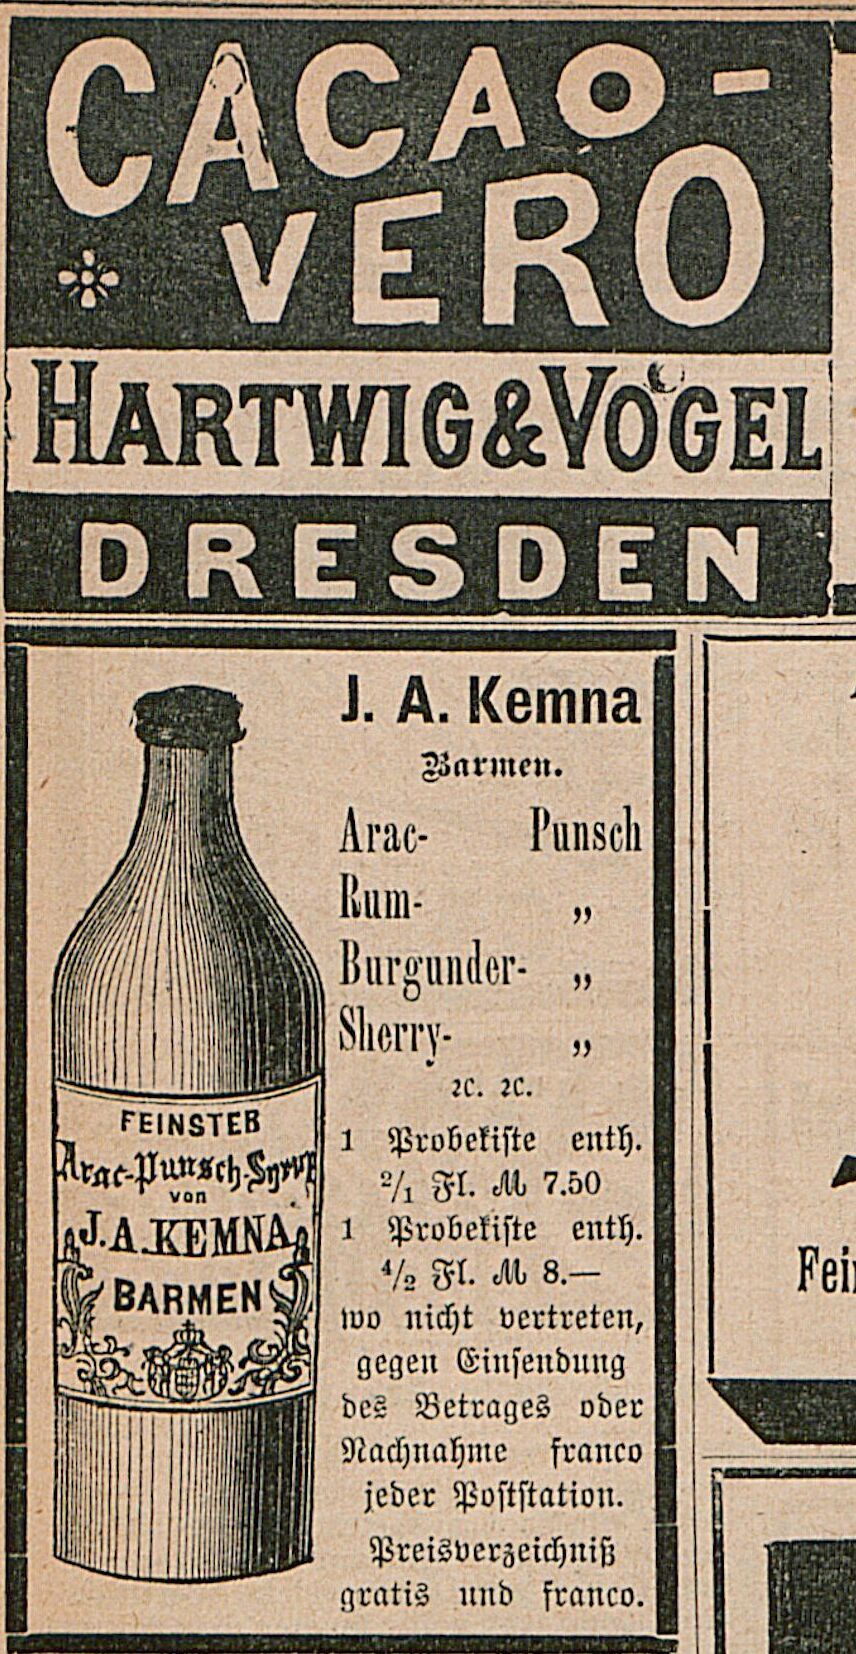 CACAO-
VERO
HARTWIG & VOGEL
DRESDEN
J. A. Kemna
Barmen.
Arac- Punsch
Rum- „
Burgunder- „
Sherry- „
ꝛc. ꝛc.
1 Probekiſte enth.
2/1 Fl. ℳ 7.50
1 Probekiſte enth.
4/2 Fl. ℳ 8.—
wo nicht vertreten,
gegen Einſendung
des Betrages oder
Nachnahme franco
jeder Poſtſtation.
Preisverzeichniß
gratis und franco.
FEINSTER
Arac-Punsch-Syrup
von
J. A. KEMNA
BARMEN
Fei